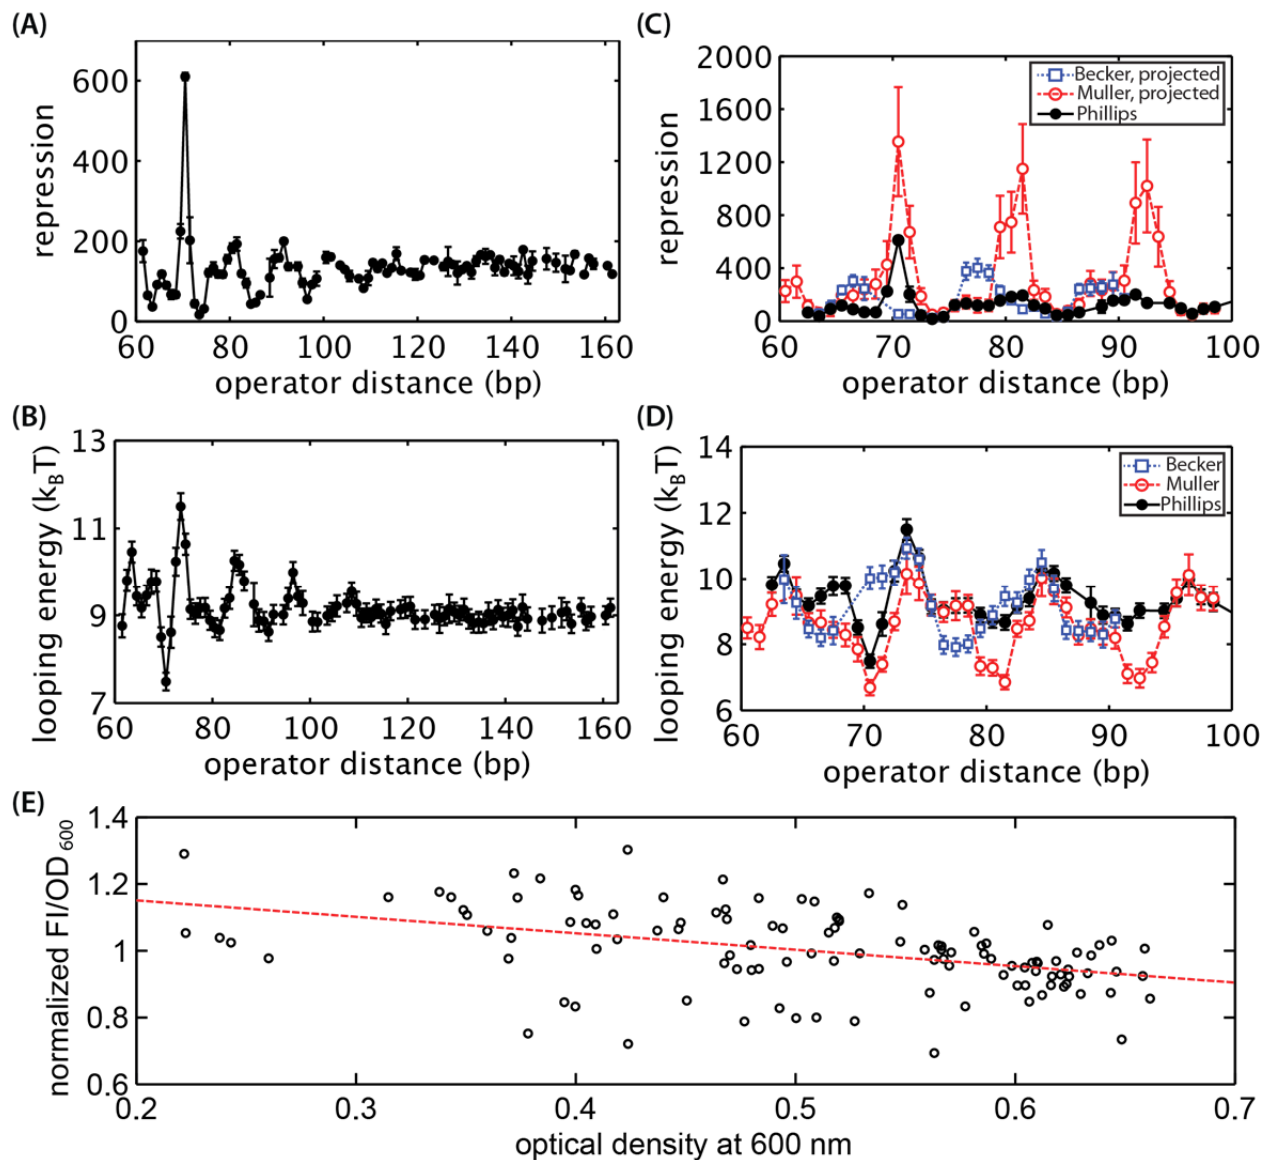 (A)
repression
600
400
200
0
60 80 100 120 140 160
operator distance (bp)
(C)
repression
2000
1600
1200
800
400
0
Becker, projected
Muller, projected
Phillips
60 70 80 90 100
operator distance (bp)
(B)
looping energy (kBT)
13
11
9
7
60 80 100 120 140 160
operator distance (bp)
(D)
looping energy (kBT)
14
12
10
8
6
Becker
Muller
Phillips
60 70 80 90 100
operator distance (bp)
(E)
normalized FI/OD600
1.4
1.2
1
0.8
0.6
0.2 0.3 0.4 0.5 0.6 0.7
optical density at 600 nm